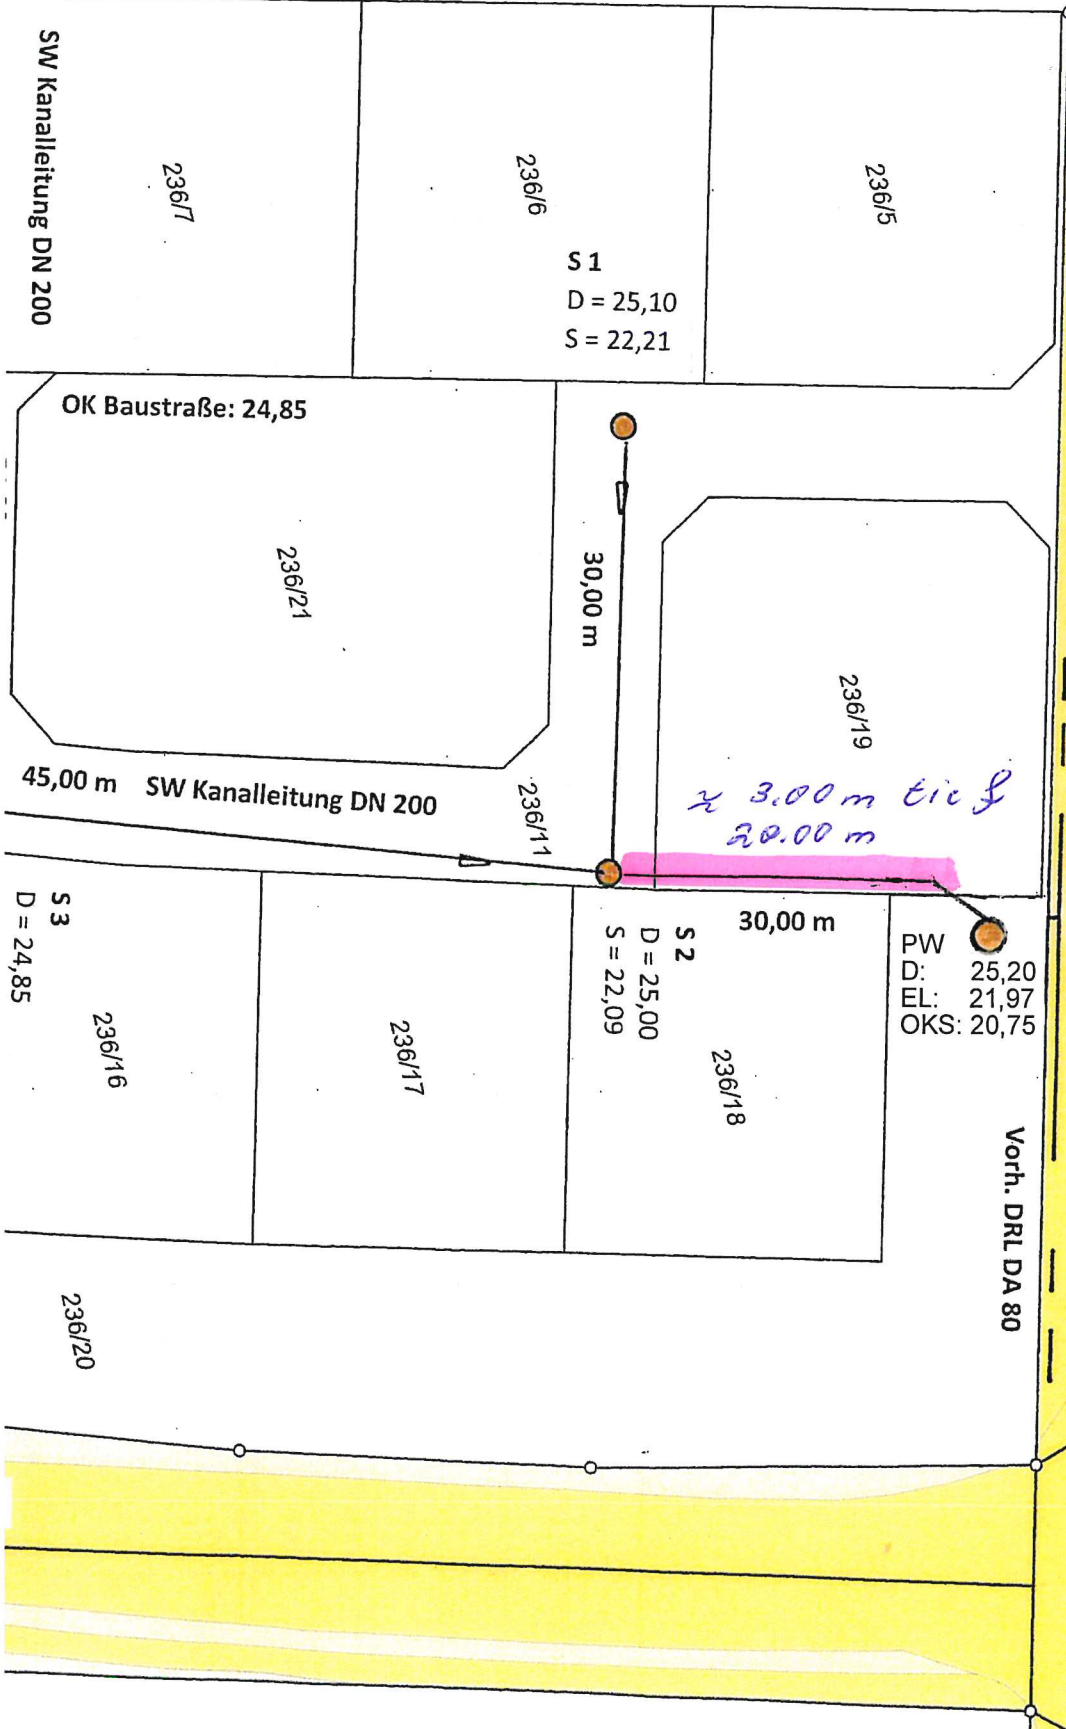 SW Kanalleitung DN 200
236/7
236/6
236/5
S 1
D = 25,10
S = 22,21
OK Baustraße: 24,85
236/21
30,00 m
236/19
≈ 3.00 m tief
20.00 m
45,00 m SW Kanalleitung DN 200
236/11
S 3
D = 24,85
S 2
D = 25,00
S = 22,09
30,00 m
PW
D: 25,20
EL: 21,97
OKS: 20,75
236/16
236/17
236/18
Vorh. DRL DA 80
236/20